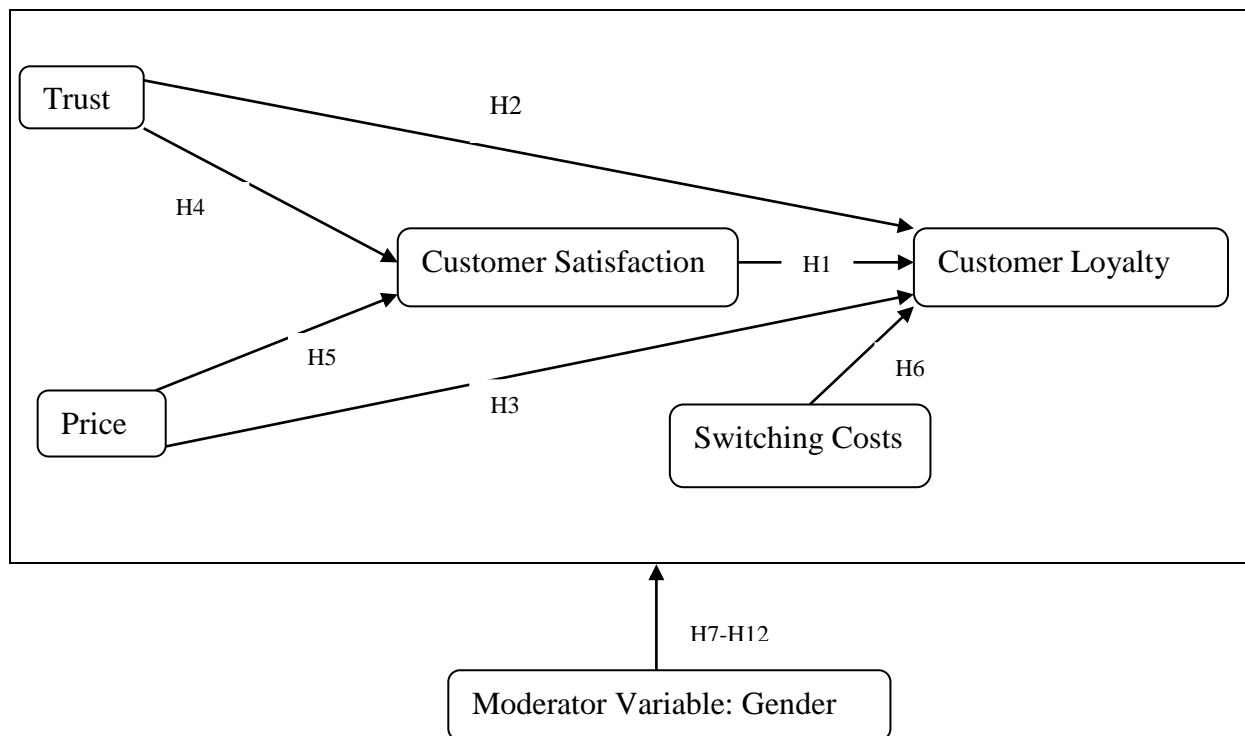 Trust
H2
H4
Customer Satisfaction
H1
Customer Loyalty
H5
H6
Price
H3
Switching Costs
H7-H12
Moderator Variable: Gender